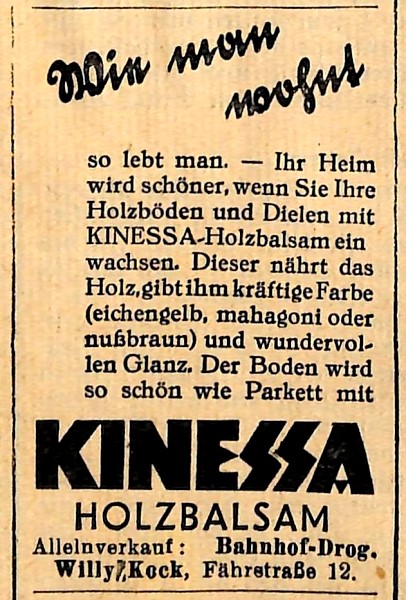 Wie man
wohnt
so lebt man. — Ihr Heim
wird schöner, wenn Sie Ihre
Holzböden und Dielen mit
KINESSA-Holzbalsam ein
wachsen. Dieser nährt das
Holz, gibt ihm kräftige Farbe
(eichengelb, mahagoni oder
nußbraun) und wundervol-
len Glanz. Der Boden wird
so schön wie Parkett mit
KINESSA
HOLZBALSAM
Alleinverkauf: Bahnhof-Drog.
Willy Kock, Fährstraße 12.